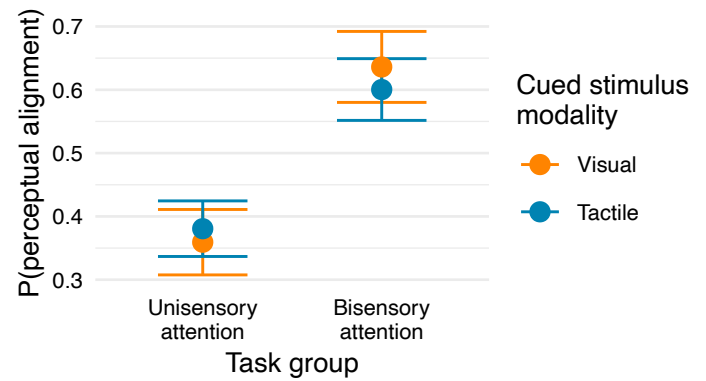 P(perceptual alignment)
0.7
0.6
0.5
0.4
0.3
Unisensory
attention
Bisensory
attention
Task group
Cued stimulus
modality
Visual
Tactile